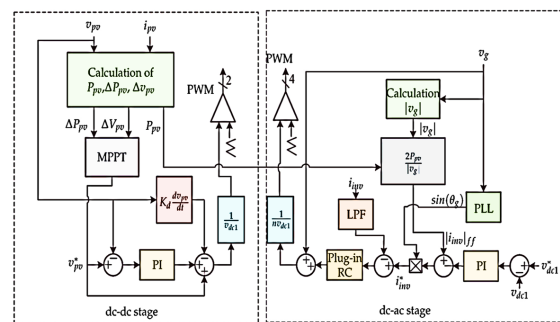 v_pv
i_pv
Calculation of
P_pv, ΔP_pv, Δv_pv
ΔP_pv
ΔV_pv
P_pv
MPPT
K_d dv_pv/dt
v*_pv
PI
PWM
2
1/v_dc1
dc-dc stage
PWM
4
v_g
Calculation
|v_g|
|v_g|
2P_pv/|v_g|
sin(θ_g)
PLL
i_inv
LPF
1/nv_dc1
|i_inv|_ff
Plug-in
RC
i*_inv
PI
v*_dc1
v_dc1
dc-ac stage